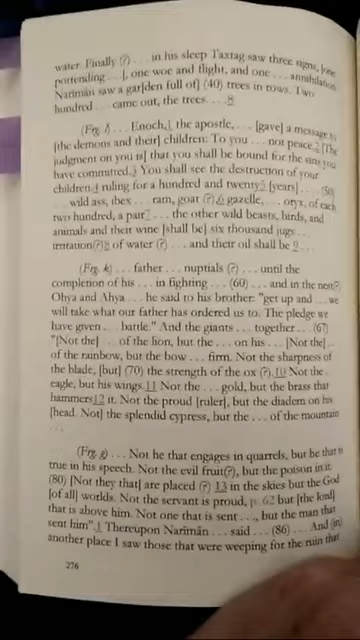 water. Finally (?) . . . in his sleep Taxtag saw three signs, [one
portending . . . ], one woe and flight, and one . . . annihilation.
Narīmān saw a gar[den full of] (40) trees in rows. Two
hundred . . . came out, the trees. . . .8
(Frg. l) . . . Enoch,1 the apostle, . . . [gave] a message to
[the demons and their] children: To you . . . not peace.2 [The
judgment on you is] that you shall be bound for the sins you
have committed.3 You shall see the destruction of your
children.4 ruling for a hundred and twenty5 [years] . . . . (50)
. . . wild ass, ibex . . . ram, goat (?),6 gazelle, . . . oryx, of each
two hundred, a pair7 . . . the other wild beasts, birds, and
animals and their wine [shall be] six thousand jugs . . .
irritation(?)8 of water (?) . . . and their oil shall be 9 . . .
(Frg. k) . . . father . . . nuptials (?) . . . until the
completion of his . . . in fighting . . . (60) . . . and in the nest(?)
Ohya and Ahya . . . he said to his brother: "get up and . . . we
will take what our father has ordered us to. The pledge we
have given . . . battle." And the giants . . . together . . . (67)
"[Not the] . . . of the lion, but the . . . on his . . . [Not the]. . .
of the rainbow, but the bow . . . firm. Not the sharpness of
the blade, [but] (70) the strength of the ox (?).10 Not the . . .
eagle, but his wings.11 Not the . . . gold, but the brass that
hammers12 it. Not the proud [ruler], but the diadem on his
[head. Not] the splendid cypress, but the . . . of the mountain
. . .
(Frg. g) . . . Not he that engages in quarrels, but he that is
true in his speech. Not the evil fruit(?), but the poison in it.
(80) [Not they that] are placed (?) 13 in the skies but the God
[of all] worlds. Not the servant is proud, p. 62 but [the lord]
that is above him. Not one that is sent . . ., but the man that
sent him".1 Thereupon Narīmān . . . said . . . (86) . . . And (in)
another place I saw those that were weeping for the ruin that
276